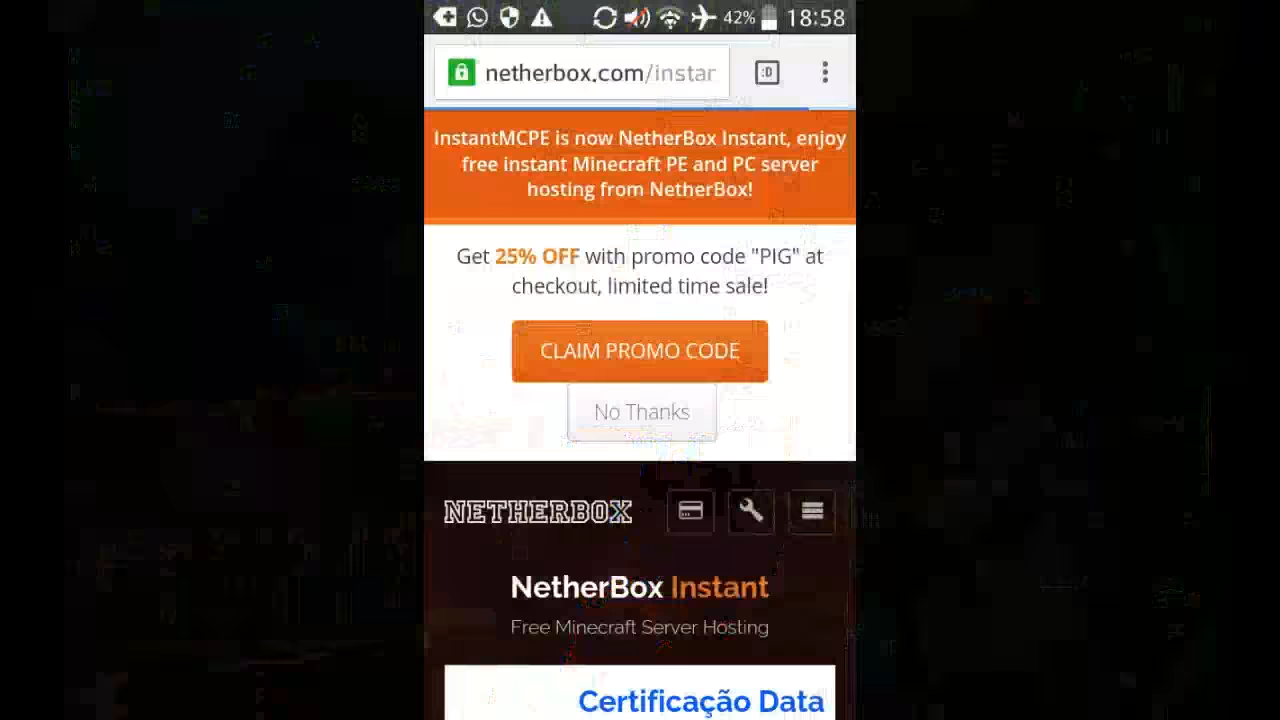 42% 18:58
netherbox.com/instar
:D
InstantMCPE is now NetherBox Instant, enjoy
free instant Minecraft PE and PC server
hosting from NetherBox!
Get 25% OFF with promo code "PIG" at
checkout, limited time sale!
CLAIM PROMO CODE
No Thanks
NETHERBOX
NetherBox Instant
Free Minecraft Server Hosting
Certificação Data